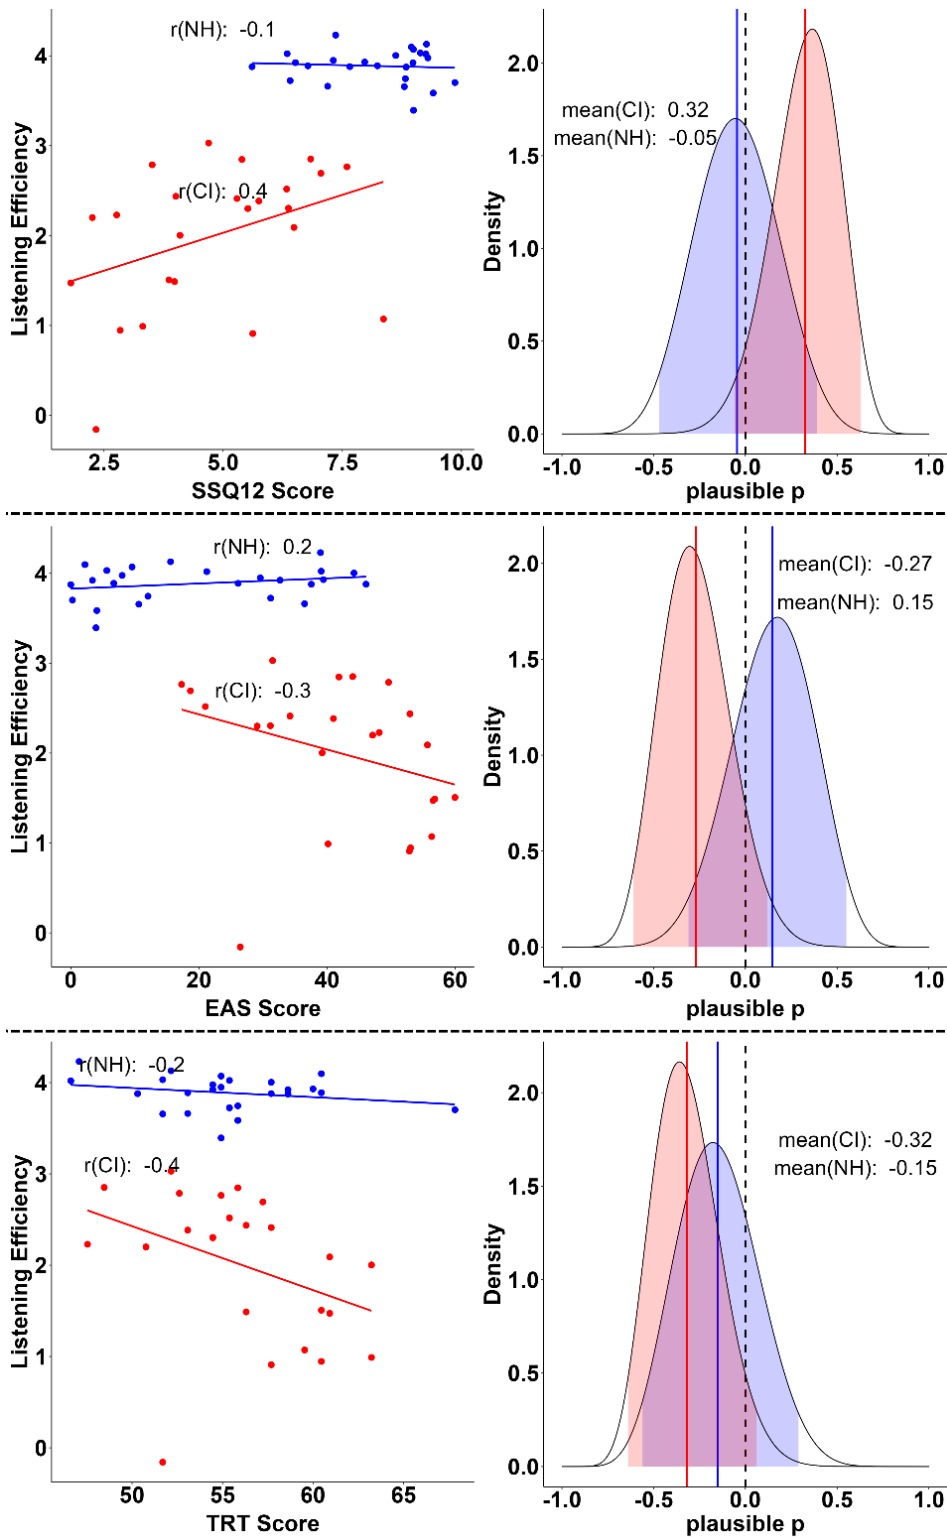 r(NH): -0.1
r(CI): 0.4
Listening Efficiency
4
3
2
1
0
2.5 5.0 7.5 10.0
SSQ12 Score
mean(CI): 0.32
mean(NH): -0.05
Density
2.0
1.5
1.0
0.5
0.0
-1.0 -0.5 0.0 0.5 1.0
plausible p
r(NH): 0.2
r(CI): -0.3
Listening Efficiency
4
3
2
1
0
0 20 40 60
EAS Score
mean(CI): -0.27
mean(NH): 0.15
Density
2.0
1.5
1.0
0.5
0.0
-1.0 -0.5 0.0 0.5 1.0
plausible p
r(NH): -0.2
r(CI): -0.4
Listening Efficiency
4
3
2
1
0
50 55 60 65
TRT Score
mean(CI): -0.32
mean(NH): -0.15
Density
2.0
1.5
1.0
0.5
0.0
-1.0 -0.5 0.0 0.5 1.0
plausible p